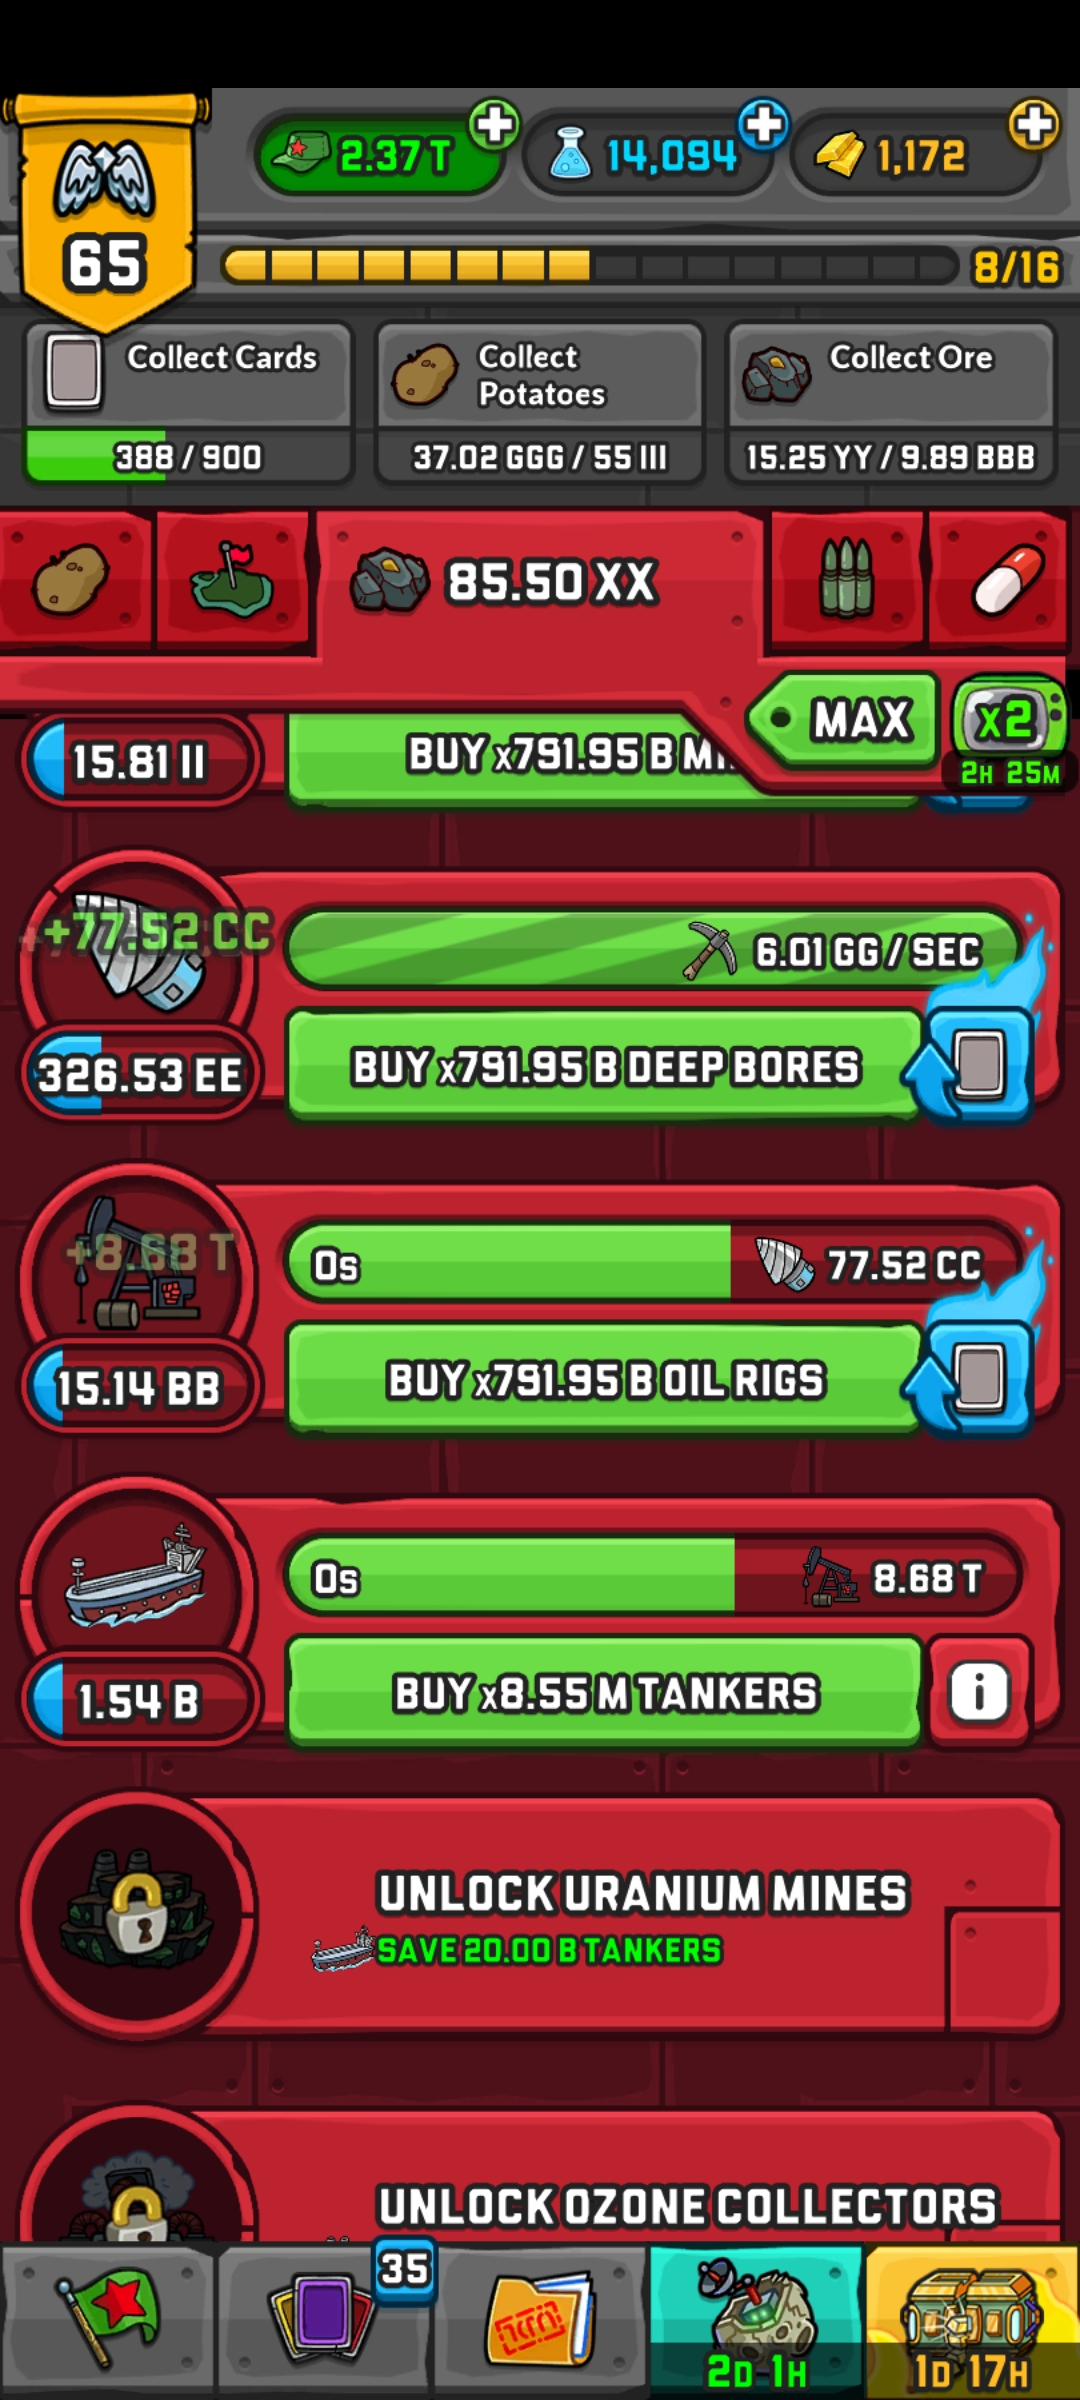 2.37 T
14,094
1,172
65
8/16
Collect Cards
388 / 900
Collect
Potatoes
37.02 GGG / 55 III
Collect Ore
15.25 YY / 9.89 BBB
85.50 XX
MAX
x2
2H 25M
15.81 II
BUY x791.95 B
+77.52 CC
6.01 GG / SEC
326.53 EE
BUY x791.95 B DEEP BORES
+8.68 T
0s
77.52 CC
15.14 BB
BUY x791.95 B OIL RIGS
0s
8.68 T
1.54 B
BUY x8.55 M TANKERS
i
UNLOCK URANIUM MINES
SAVE 20.00 B TANKERS
UNLOCK OZONE COLLECTORS
35
2D 1H
1D 17H